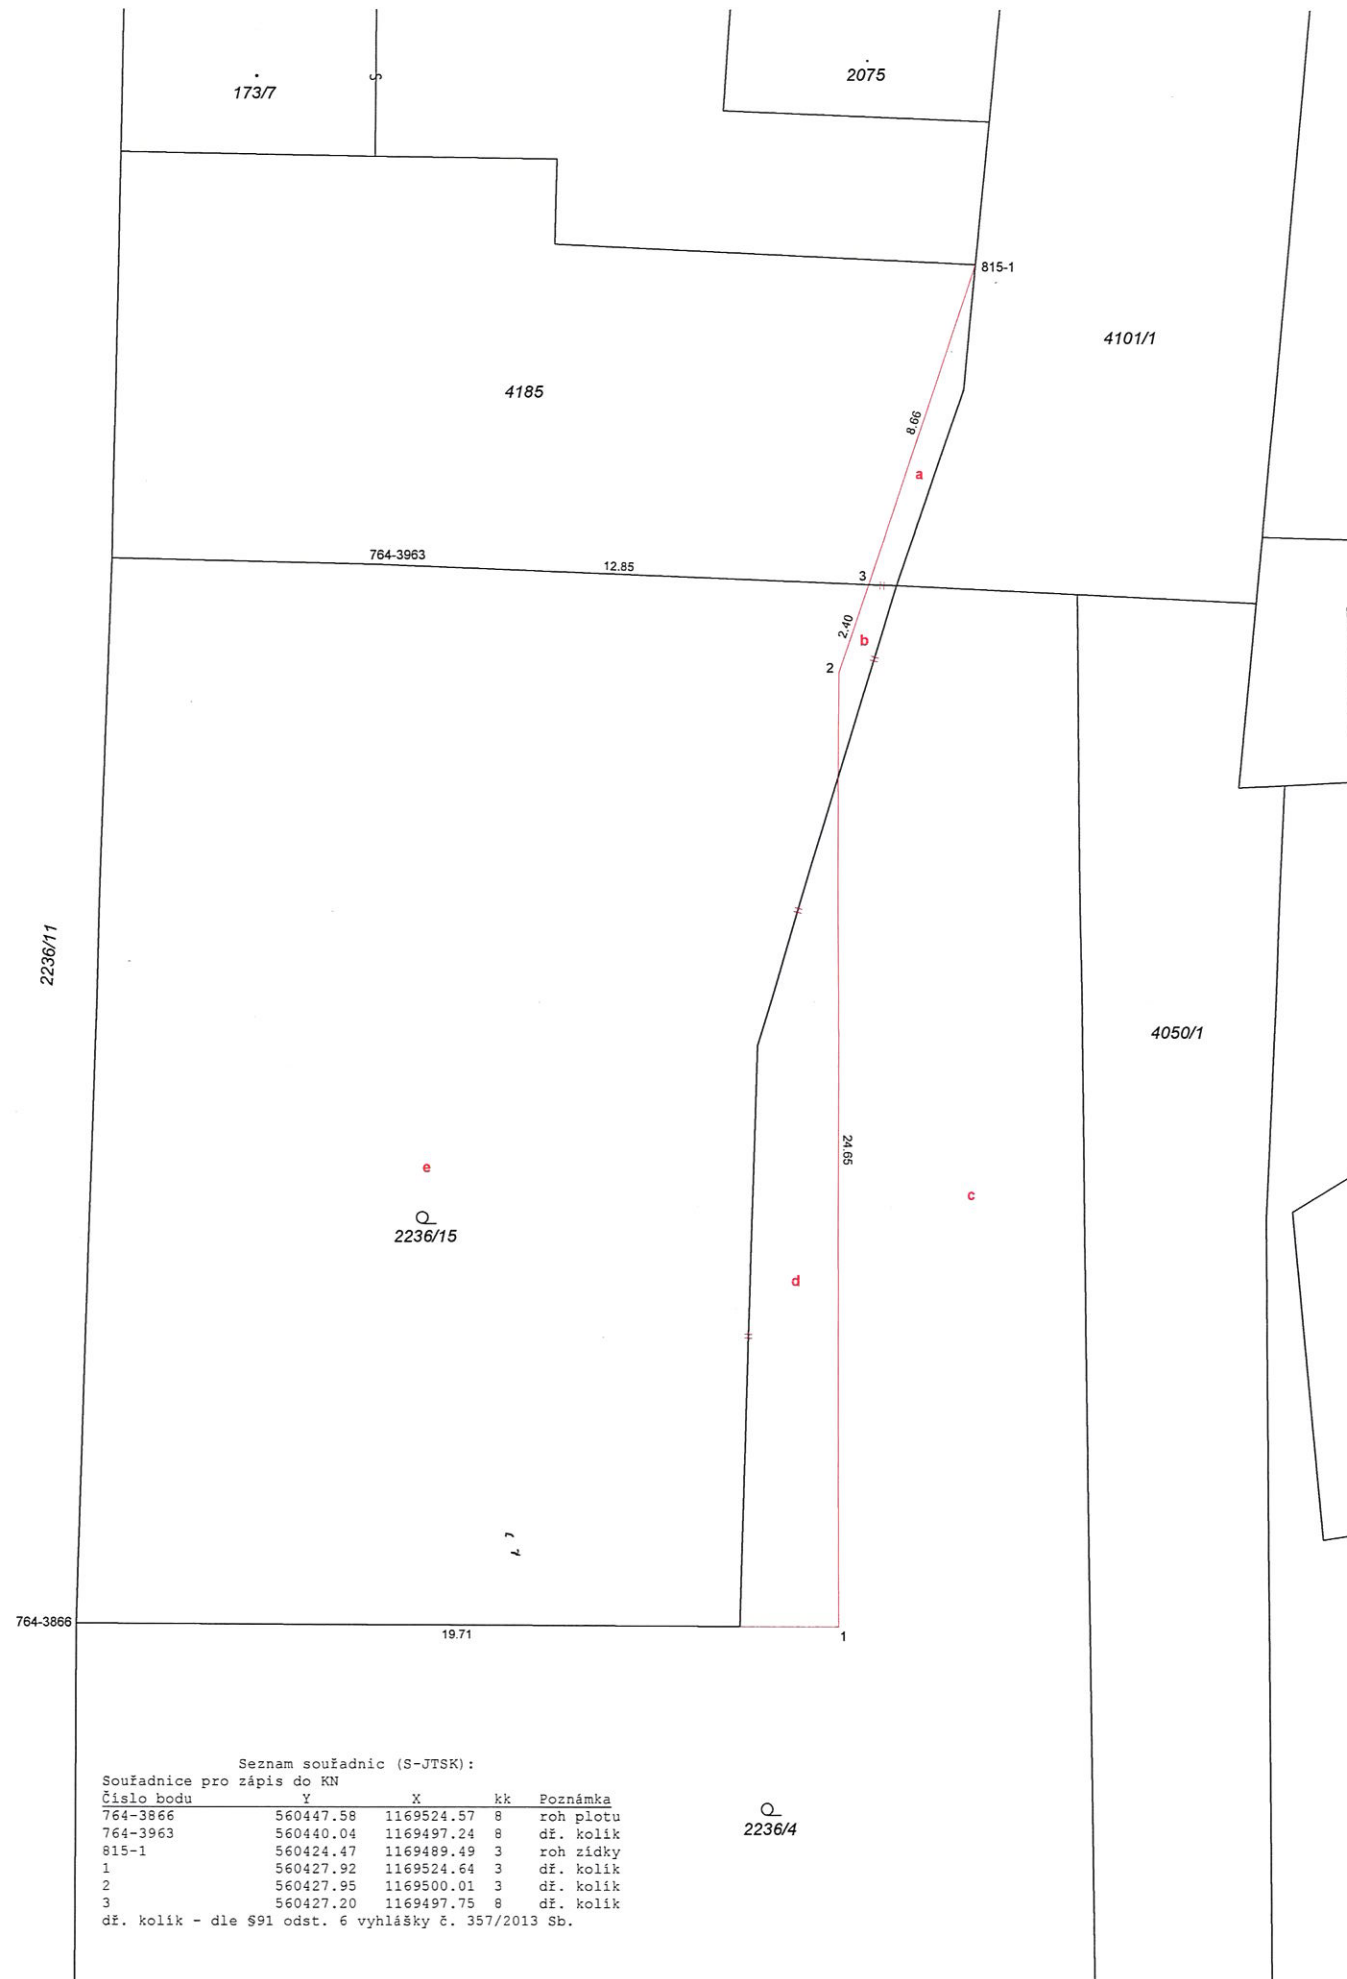 173/7
2075
815-1
4101/1
4185
8.66
a
764-3963
12.85
3
2.40
b
2
2236/11
4050/1
24.65
e
c
2236/15
d
764-3866
19.71
1
Seznam souřadnic (S-JTSK):
Souřadnice pro zápis do KN
Číslo bodu Y X kk Poznámka
764-3866 560447.58 1169524.57 8 roh plotu
764-3963 560440.04 1169497.24 8 dř. kolík
815-1 560424.47 1169489.49 3 roh zídky
1 560427.92 1169524.64 3 dř. kolík
2 560427.95 1169500.01 3 dř. kolík
3 560427.20 1169497.75 8 dř. kolík
dř. kolík - dle §91 odst. 6 vyhlášky č. 357/2013 Sb.
2236/4